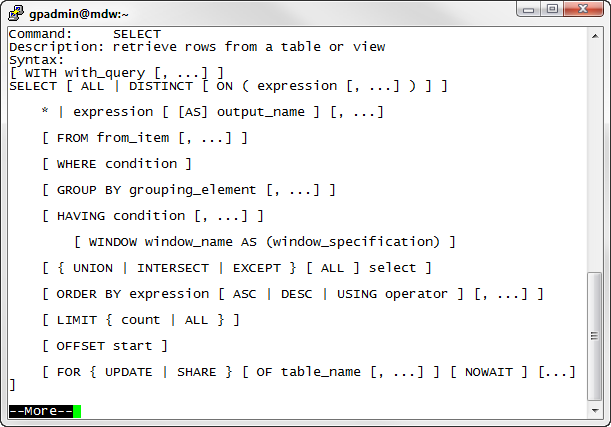 gpadmin@mdw:~
Command:     SELECT
Description: retrieve rows from a table or view
Syntax:
[ WITH with_query [, ...] ]
SELECT [ ALL | DISTINCT [ ON ( expression [, ...] ) ] ]
    * | expression [ [AS] output_name ] [, ...]
    [ FROM from_item [, ...] ]
    [ WHERE condition ]
    [ GROUP BY grouping_element [, ...] ]
    [ HAVING condition [, ...] ]
        [ WINDOW window_name AS (window_specification) ]
    [ { UNION | INTERSECT | EXCEPT } [ ALL ] select ]
    [ ORDER BY expression [ ASC | DESC | USING operator ] [, ...] ]
    [ LIMIT { count | ALL } ]
    [ OFFSET start ]
    [ FOR { UPDATE | SHARE } [ OF table_name [, ...] ] [ NOWAIT ] [...]
]
--More--